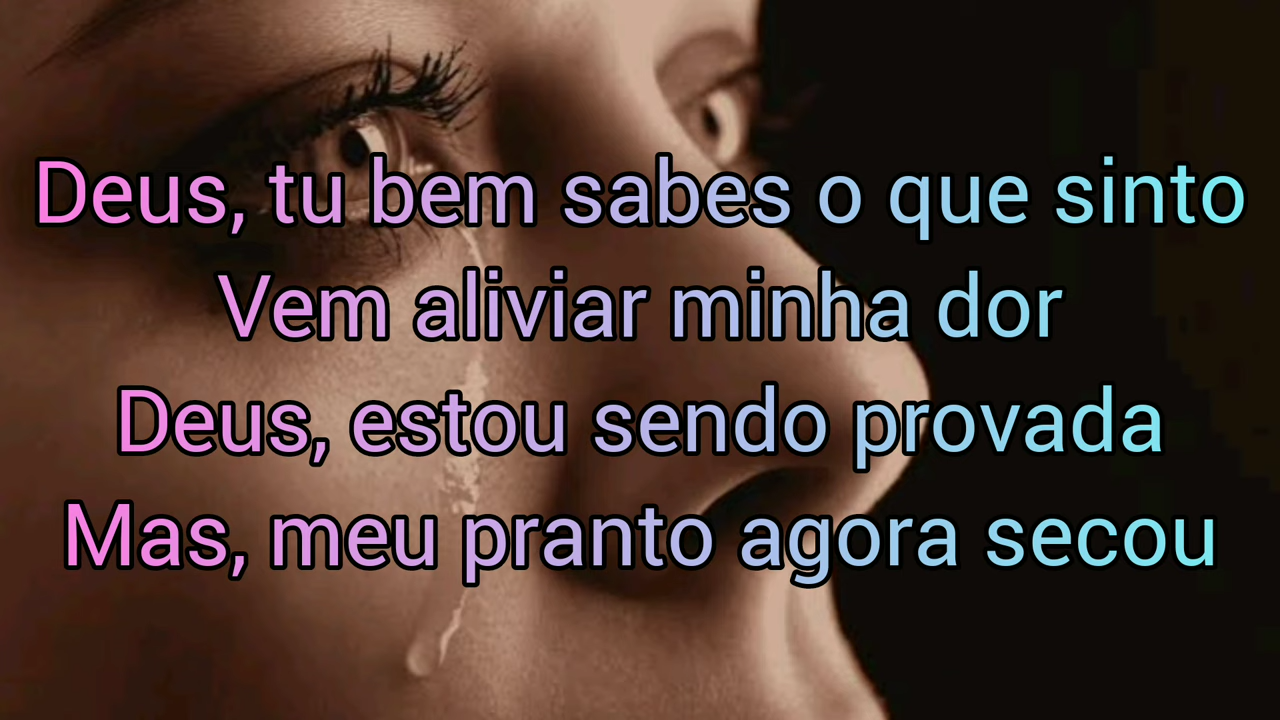 Deus, tu bem sabes o que sinto
Vem aliviar minha dor
Deus, estou sendo provada
Mas, meu pranto agora secou